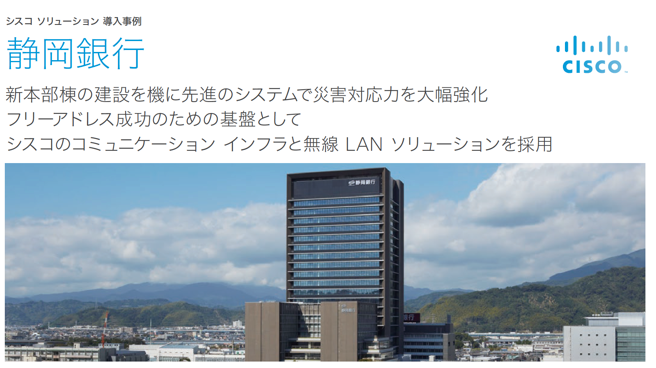 シスコ ソリューション 導入事例
静岡銀行
CISCO
新本部棟の建設を機に先進のシステムで災害対応力を大幅強化
フリーアドレス成功のための基盤として
シスコのコミュニケーション インフラと無線 LAN ソリューションを採用
静岡銀行